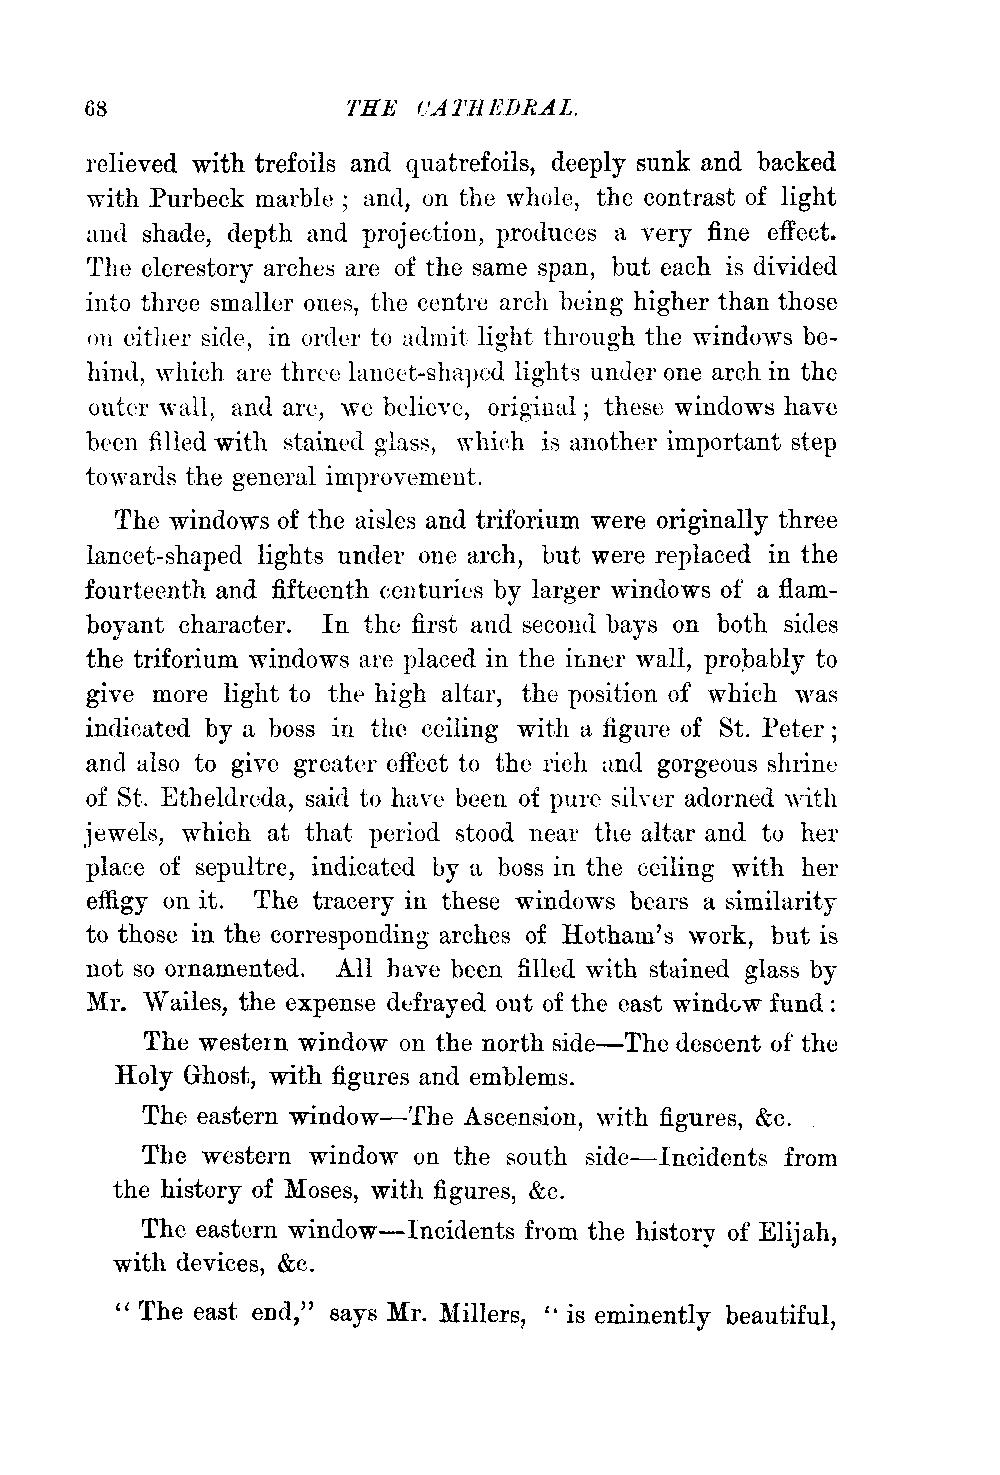 68 THE CATHEDRAL.
relieved with trefoils and quatrefoils, deeply sunk and backed
with Purbeck marble ; and, on the whole, the contrast of light
and shade, depth and projection, produces a very fine effect.
The clerestory arches are of the same span, but each is divided
into three smaller ones, the centre arch being higher than those
on either side, in order to admit light through the windows be-
hind, which are three lancet-shaped lights under one arch in the
outer wall, and are, we believe, original ; these windows have
been filled with stained glass, which is another important step
towards the general improvement.
The windows of the aisles and triforium were originally three
lancet-shaped lights under one arch, but were replaced in the
fourteenth and fifteenth centuries by larger windows of a flam-
boyant character. In the first and second bays on both sides
the triforium windows are placed in the inner wall, probably to
give more light to the high altar, the position of which was
indicated by a boss in the ceiling with a figure of St. Peter ;
and also to give greater effect to the rich and gorgeous shrine
of St. Etheldreda, said to have been of pure silver adorned with
jewels, which at that period stood near the altar and to her
place of sepultre, indicated by a boss in the ceiling with her
effigy on it. The tracery in these windows bears a similarity
to those in the corresponding arches of Hotham's work, but is
not so ornamented. All have been filled with stained glass by
Mr. Wailes, the expense defrayed out of the east window fund :
The western window on the north side—The descent of the
Holy Ghost, with figures and emblems.
The eastern window—The Ascension, with figures, &c.
The western window on the south side—Incidents from
the history of Moses, with figures, &c.
The eastern window—Incidents from the history of Elijah,
with devices, &c.
“ The east end,” says Mr. Millers, “ is eminently beautiful,